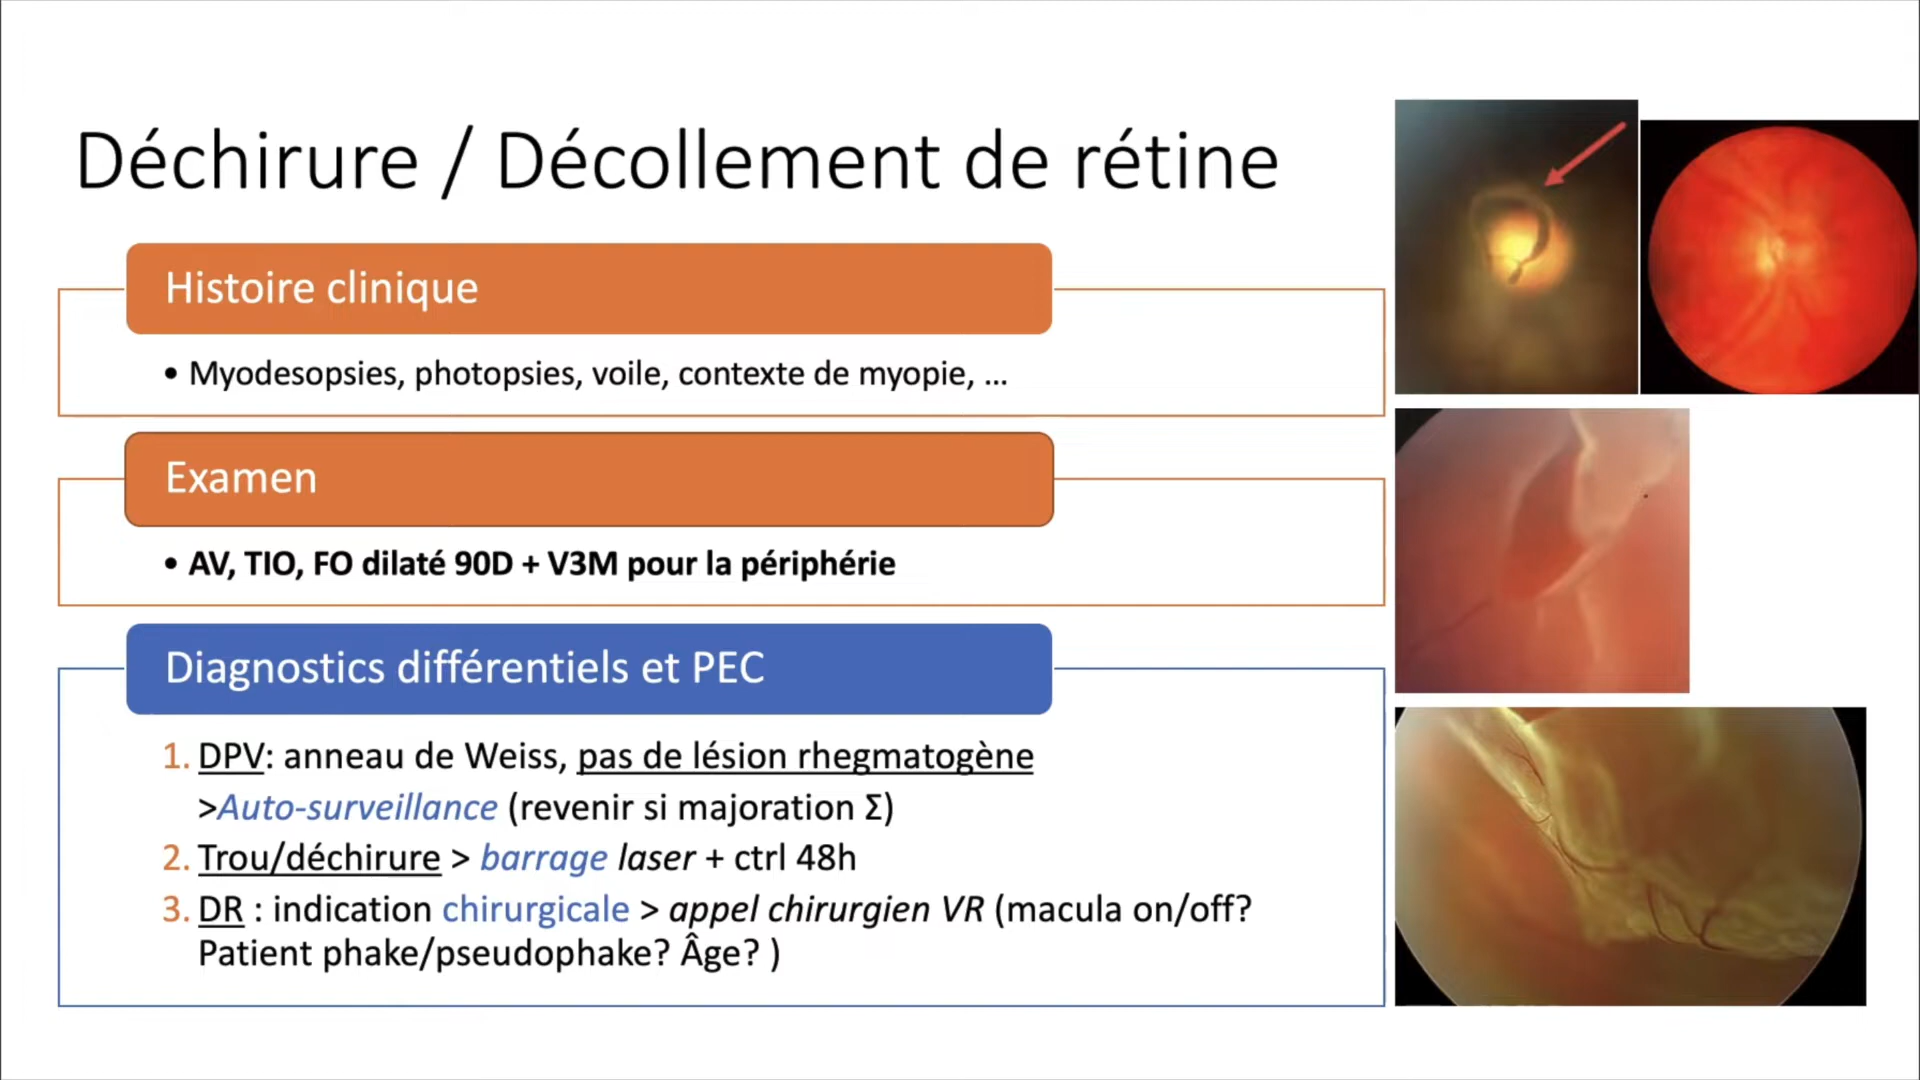 Déchirure / Décollement de rétine
Histoire clinique
• Myodesopsies, photopsies, voile, contexte de myopie, ...
Examen
• AV, TIO, FO dilaté 90D + V3M pour la périphérie
Diagnostics différentiels et PEC
1. DPV: anneau de Weiss, pas de lésion rhegmatogène
>Auto-surveillance (revenir si majoration Σ)
2. Trou/déchirure > barrage laser + ctrl 48h
3. DR : indication chirurgicale > appel chirurgien VR (macula on/off?
Patient phake/pseudophake? Âge? )